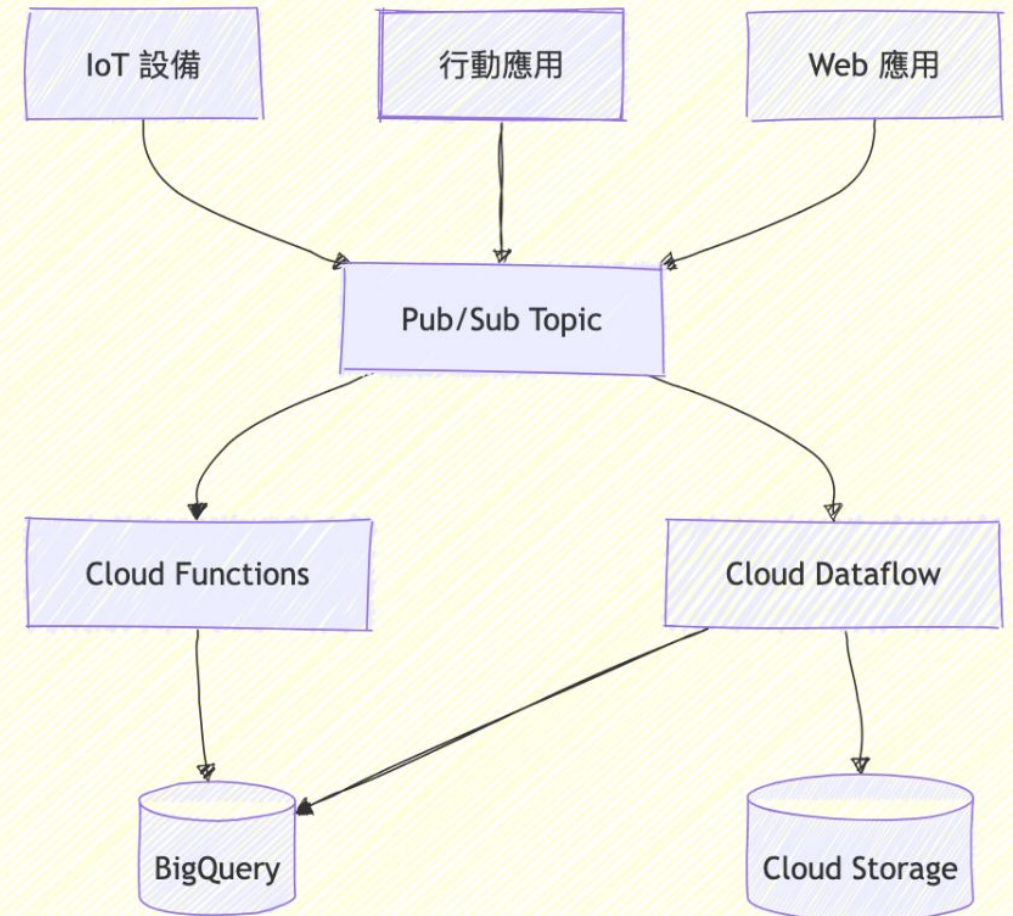 IoT 設備
行動應用
Web 應用
Pub/Sub Topic
Cloud Functions
Cloud Dataflow
BigQuery
Cloud Storage